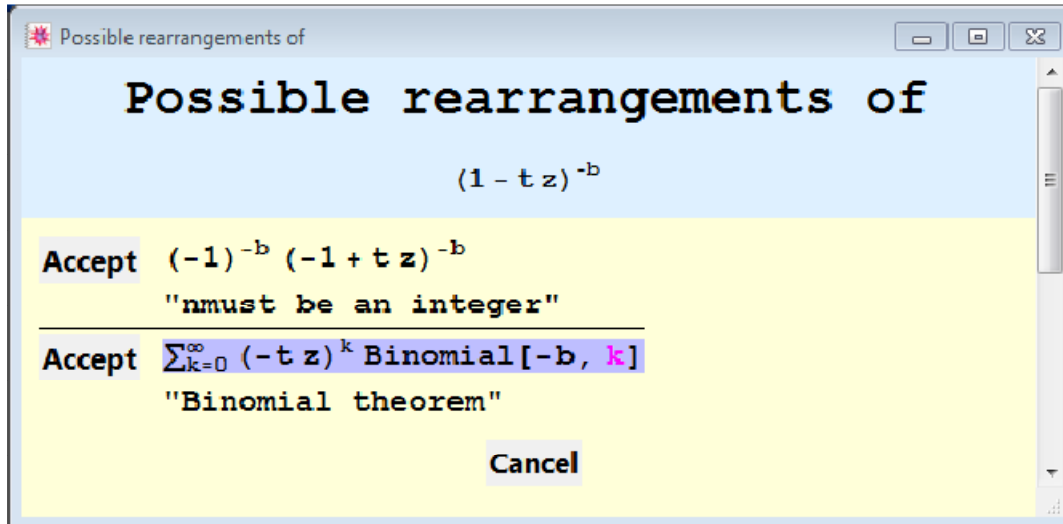 Possible rearrangements of
Possible rearrangements of
(1 - t z)^-b
Accept (-1)^-b (-1 + t z)^-b
"nmust be an integer"
Accept ∑_{k=0}^∞ (-t z)^k Binomial[-b, k]
"Binomial theorem"
Cancel